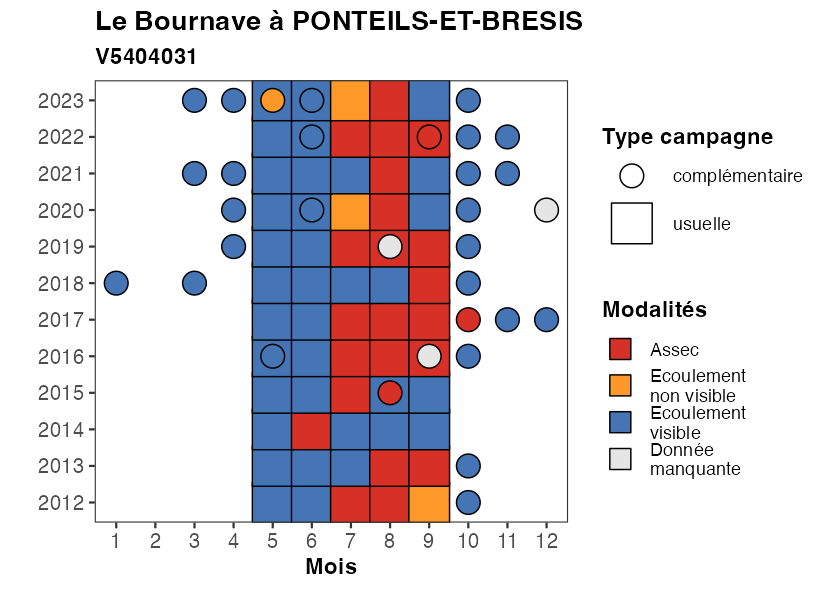 Le Bournave à PONTEILS-ET-BRESIS
V5404031
2023
2022
2021
2020
2019
2018
2017
2016
2015
2014
2013
2012
1 2 3 4 5 6 7 8 9 10 11 12
Mois
Type campagne
complémentaire
usuelle
Modalités
Assec
Ecoulement
non visible
Ecoulement
visible
Donnée
manquante